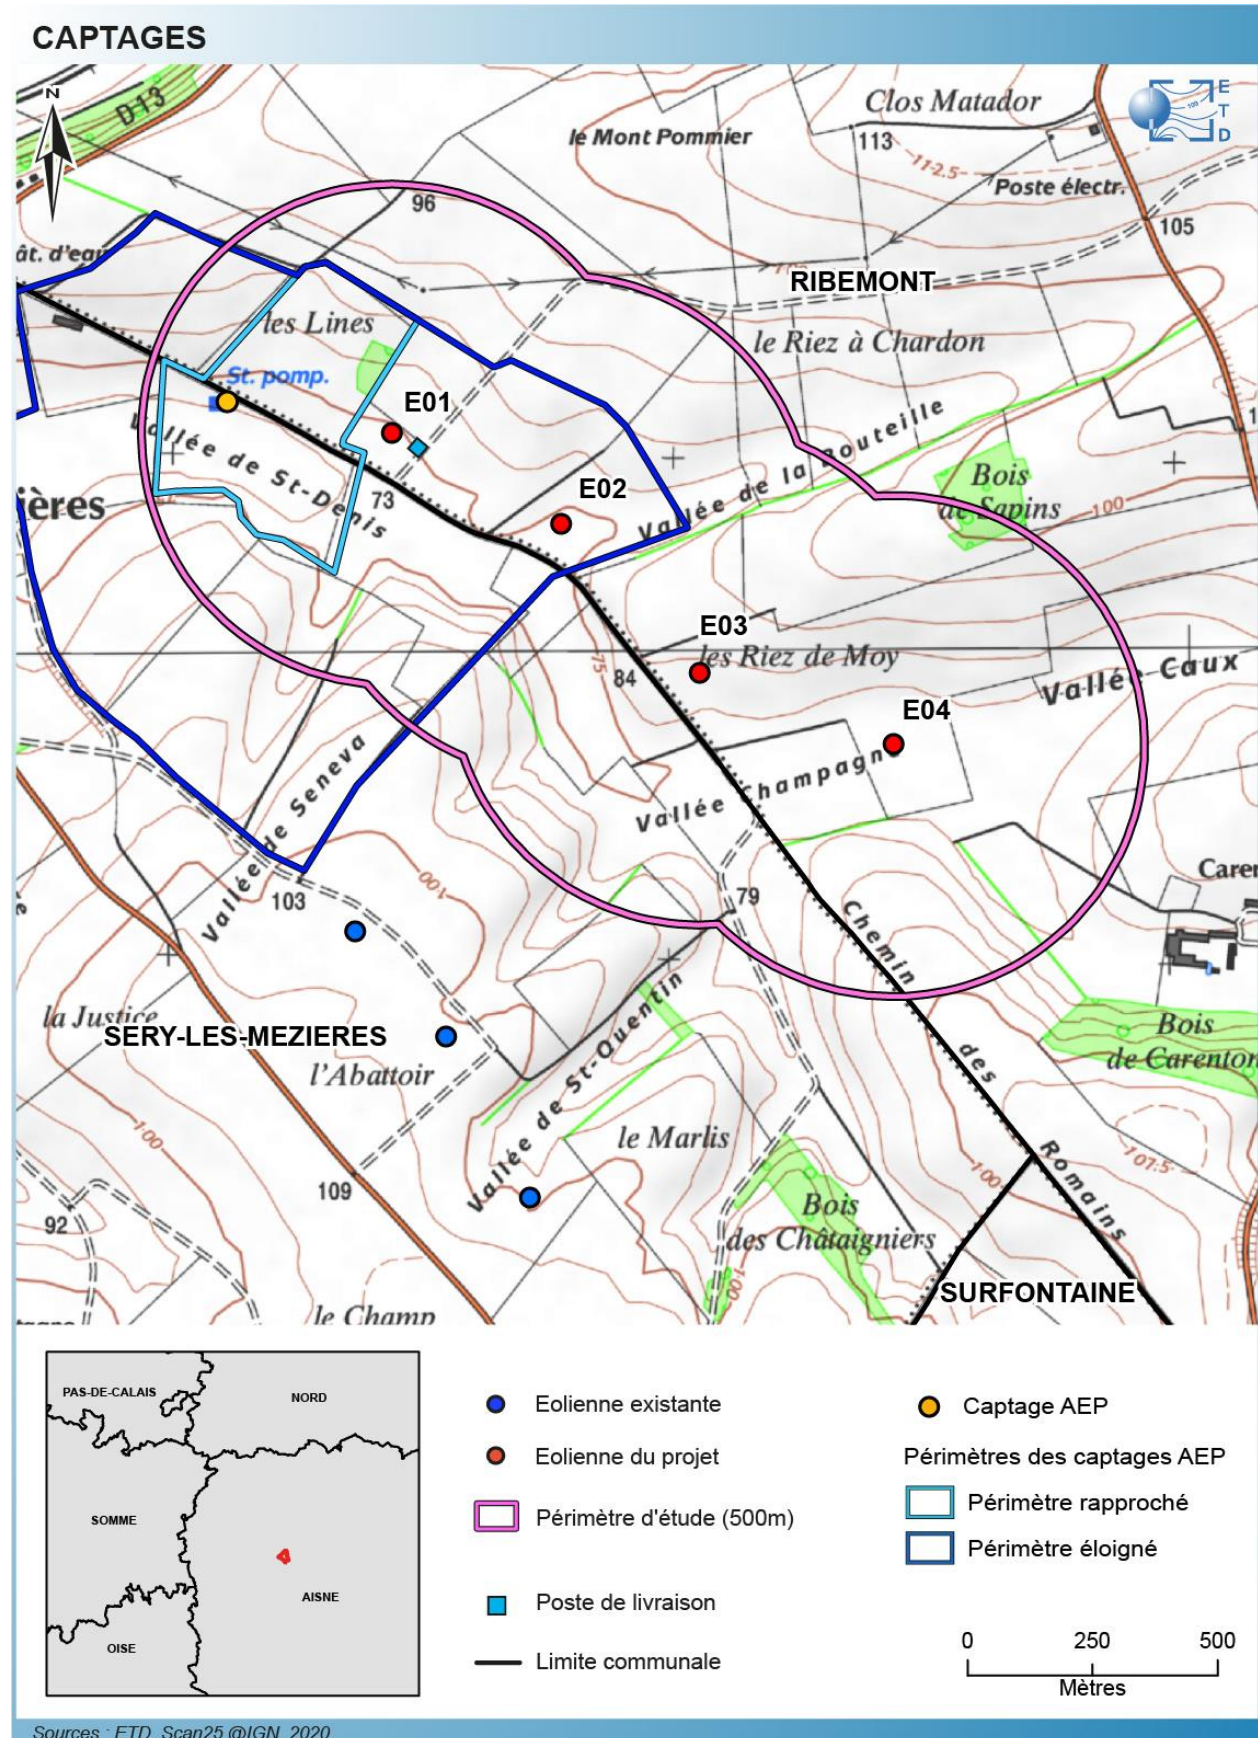 CAPTAGES
N
D13
E
T
D
Clos Matador
le Mont Pommier
113
112.5
Poste électr.
96
105
ât. d'eau
RIBEMONT
les Lines
le Riez à Chardon
St. pomp.
E01
Vallée de St-Denis
73
E02
Vallée de la Bouteille
Bois
de Sapins
100
ières
E03
les Riez de Moy
75
84
Vallée Caux
E04
Vallée Champagne
Vallée de Seneva
100
103
79
Caren
Chemin des Romains
la Justice
SERY-LES-MEZIERES
l'Abattoir
Vallée de St-Quentin
Bois
de Carenton
le Marlis
100
107.5
100
109
92
Bois
des Châtaigniers
100
SURFONTAINE
le Champ
PAS-DE-CALAIS
NORD
SOMME
AISNE
OISE
Eolienne existante
Eolienne du projet
Périmètre d'étude (500m)
Poste de livraison
Limite communale
Captage AEP
Périmètres des captages AEP
Périmètre rapproché
Périmètre éloigné
0 250 500
Mètres
Sources : ETD, Scan25 @IGN, 2020